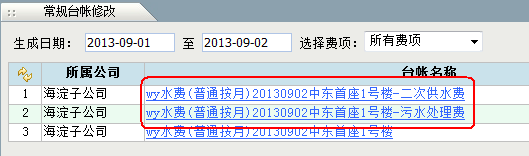 常规台帐修改
生成日期: 2013-09-01 至 2013-09-02 选择费项: 所有费项
所属公司 台帐名称
1 海淀子公司 wy水费(普通按月)20130902中东首座1号楼-二次供水费
2 海淀子公司 wy水费(普通按月)20130902中东首座1号楼-污水处理费
3 海淀子公司 wy水费(普通按月)20130902中东首座1号楼